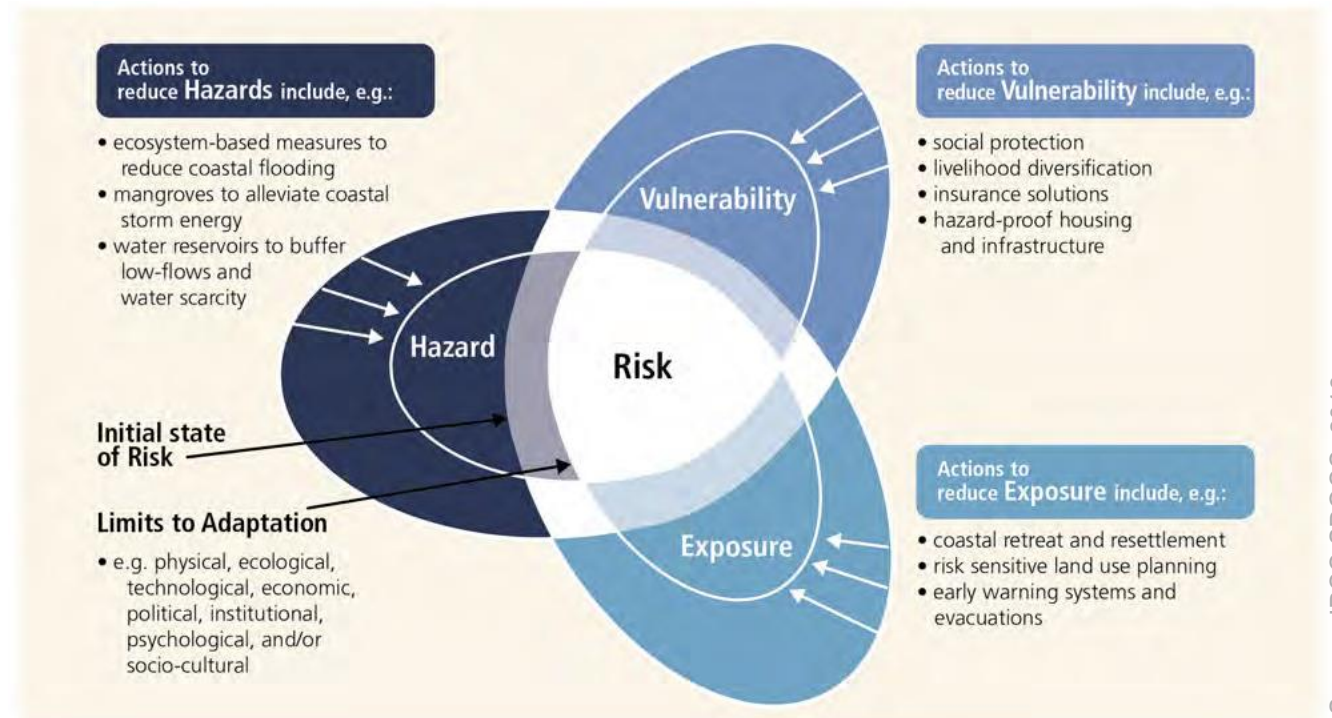 Actions to
reduce Hazards include, e.g.:
• ecosystem-based measures to
reduce coastal flooding
• mangroves to alleviate coastal
storm energy
• water reservoirs to buffer
low-flows and
water scarcity
Vulnerability
Hazard
Risk
Exposure
Actions to
reduce Vulnerability include, e.g.:
• social protection
• livelihood diversification
• insurance solutions
• hazard-proof housing
and infrastructure
Initial state
of Risk
Limits to Adaptation
• e.g. physical, ecological,
technological, economic,
political, institutional,
psychological, and/or
socio-cultural
Actions to
reduce Exposure include, e.g.:
• coastal retreat and resettlement
• risk sensitive land use planning
• early warning systems and
evacuations